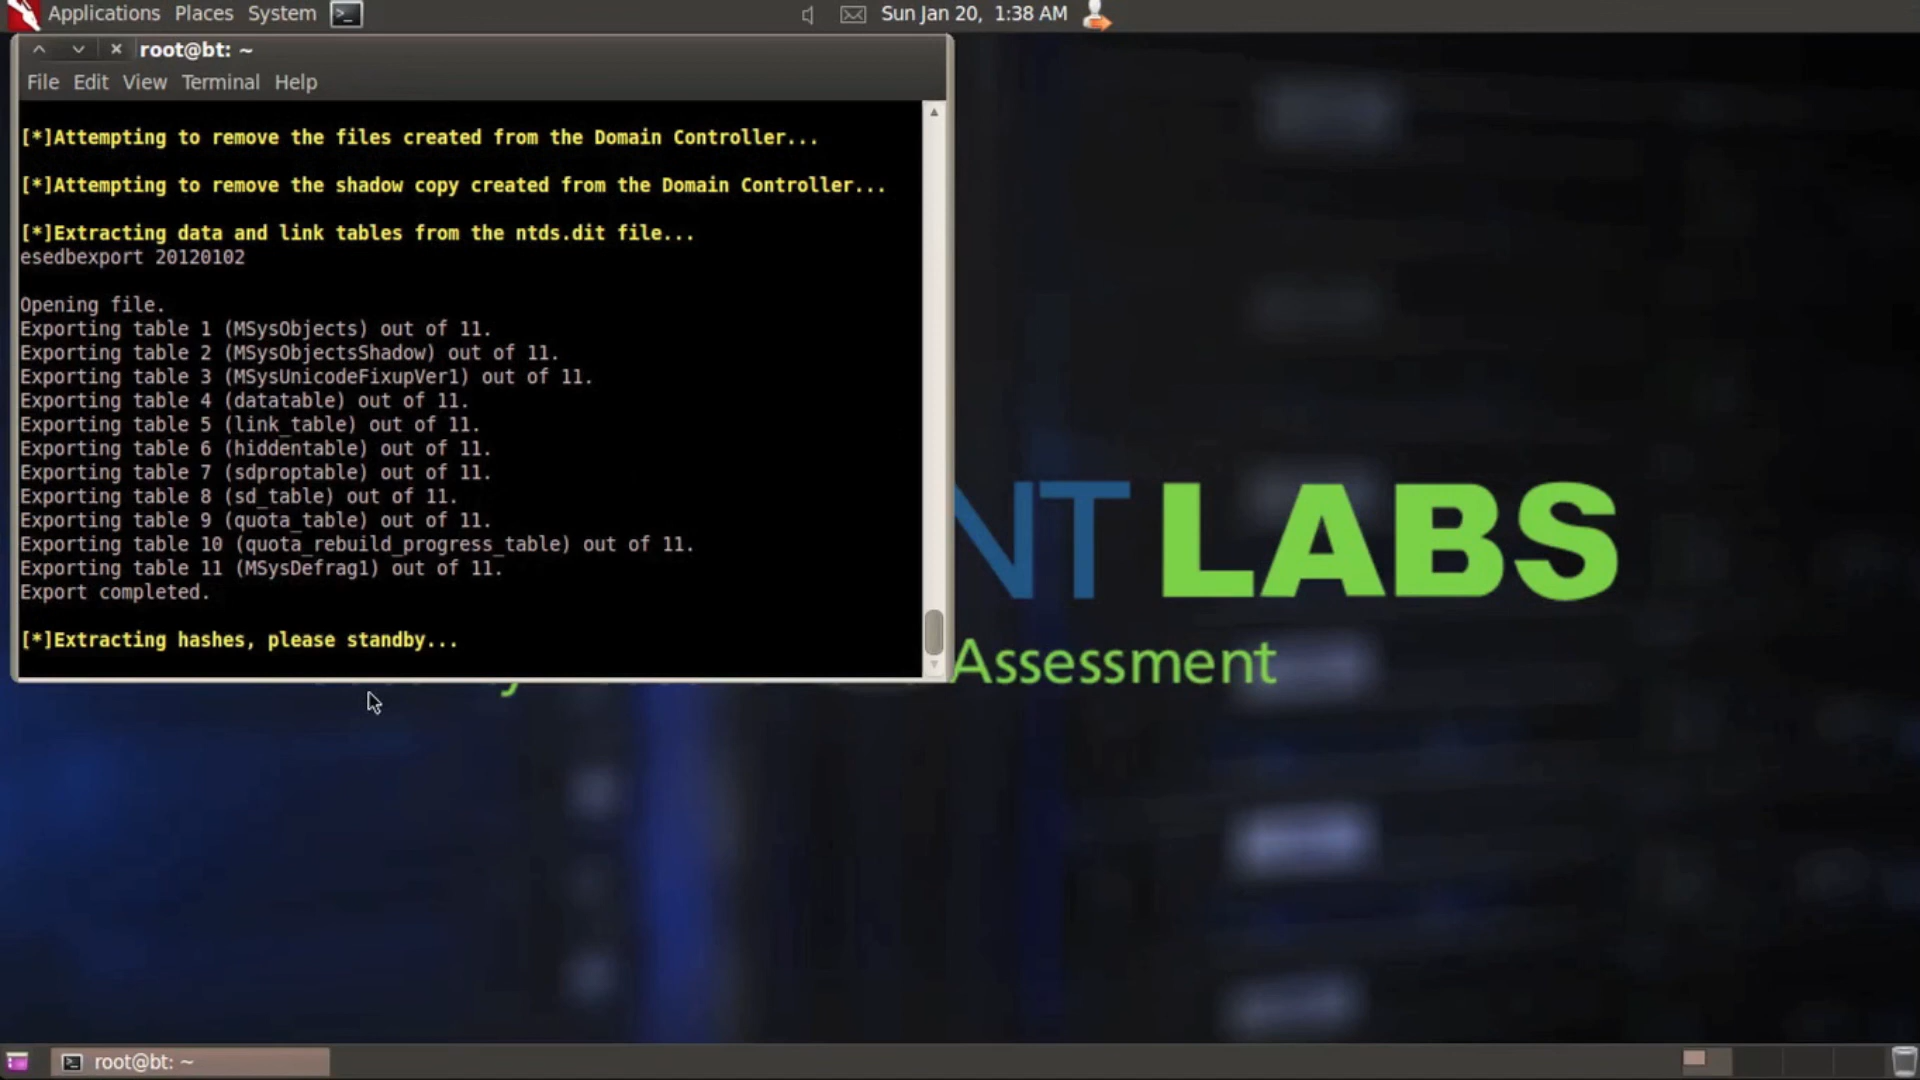 Applications Places System
Sun Jan 20, 1:38 AM
root@bt: ~
File Edit View Terminal Help
[*]Attempting to remove the files created from the Domain Controller...
[*]Attempting to remove the shadow copy created from the Domain Controller...
[*]Extracting data and link tables from the ntds.dit file...
esedbexport 20120102
Opening file.
Exporting table 1 (MSysObjects) out of 11.
Exporting table 2 (MSysObjectsShadow) out of 11.
Exporting table 3 (MSysUnicodeFixupVer1) out of 11.
Exporting table 4 (datatable) out of 11.
Exporting table 5 (link_table) out of 11.
Exporting table 6 (hiddentable) out of 11.
Exporting table 7 (sdproptable) out of 11.
Exporting table 8 (sd_table) out of 11.
Exporting table 9 (quota_table) out of 11.
Exporting table 10 (quota_rebuild_progress_table) out of 11.
Exporting table 11 (MSysDefrag1) out of 11.
Export completed.
[*]Extracting hashes, please standby...
NT LABS
Assessment
root@bt: ~